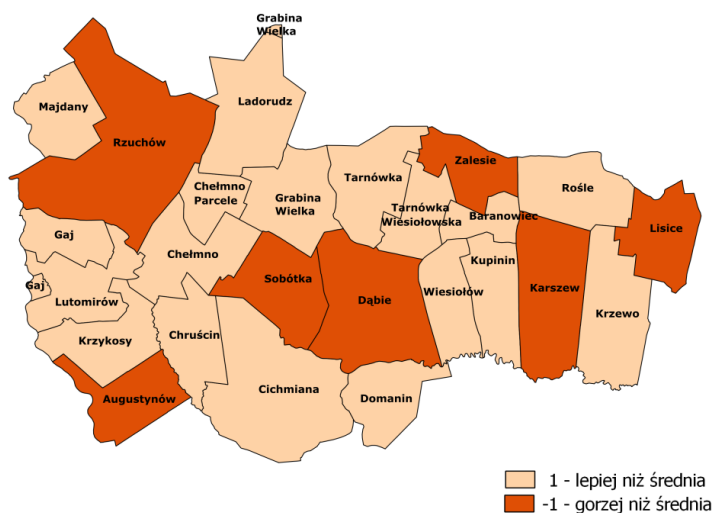 Grabina
Wielka
Majdany
Ladorudz
Rzuchów
Zalesie
Tarnówka
Chełmno
Parcele
Grabina
Wielka
Rośle
Tarnówka
Wiesiołowska
Baranowiec
Lisice
Gaj
Chełmno
Kupinin
Sobótka
Gaj
Lutomirów
Dąbie
Wiesiołów
Karszew
Krzewo
Krzykosy
Chruścin
Augustynów
Cichmiana
Domanin
1 - lepiej niż średnia
-1 - gorzej niż średnia